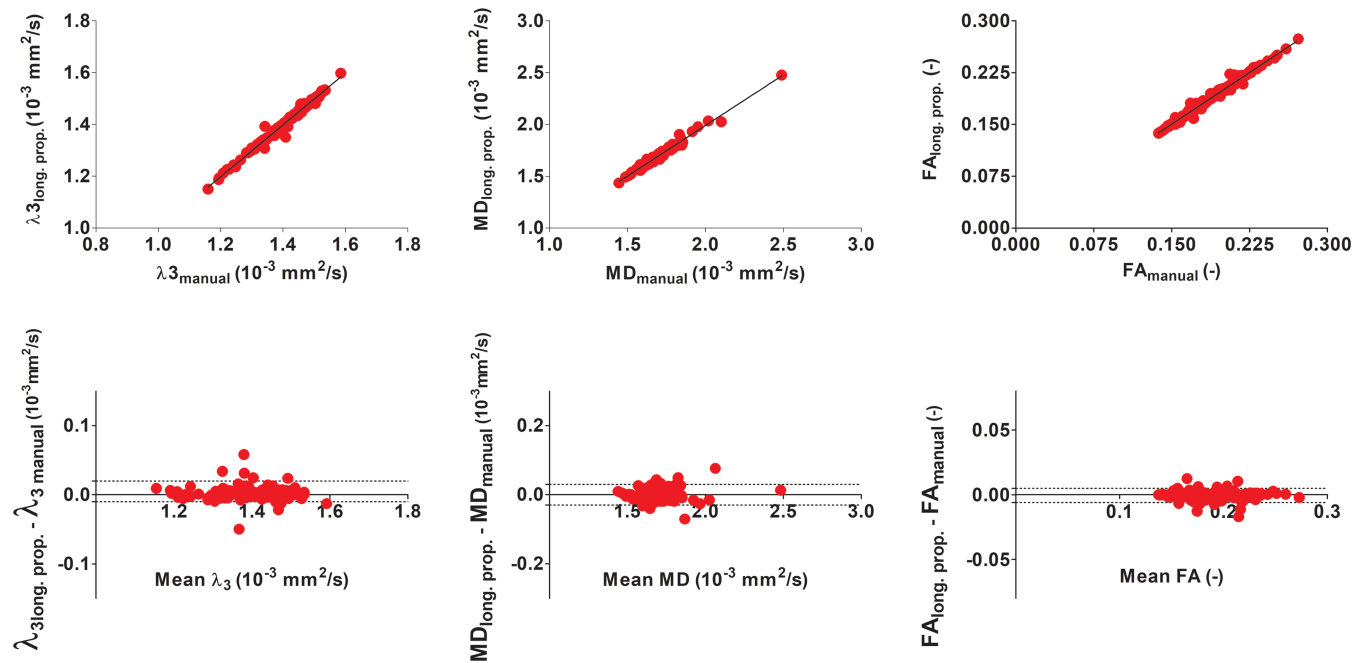 λ3long. prop. (10-3 mm2/s)
1.8
1.6
1.4
1.2
1.0
0.8 1.0 1.2 1.4 1.6 1.8
λ3manual (10-3 mm2/s)
MDlong. prop. (10-3 mm2/s)
3.0
2.5
2.0
1.5
1.0
1.0 1.5 2.0 2.5 3.0
MDmanual (10-3 mm2/s)
FAlong. prop. (-)
0.300
0.225
0.150
0.075
0.000
0.000 0.075 0.150 0.225 0.300
FAmanual (-)
λ3long. prop. - λ3 manual (10-3mm2/s)
0.1
0.0
-0.1
1.2 1.4 1.6 1.8
Mean λ3 (10-3 mm2/s)
MDlong. prop. - MDmanual (10-3mm2/s)
0.2
0.0
-0.2
1.5 2.0 2.5 3.0
Mean MD (10-3 mm2/s)
FAlong. prop. - FAmanual (-)
0.05
0.00
-0.05
0.1 0.2 0.3
Mean FA (-)